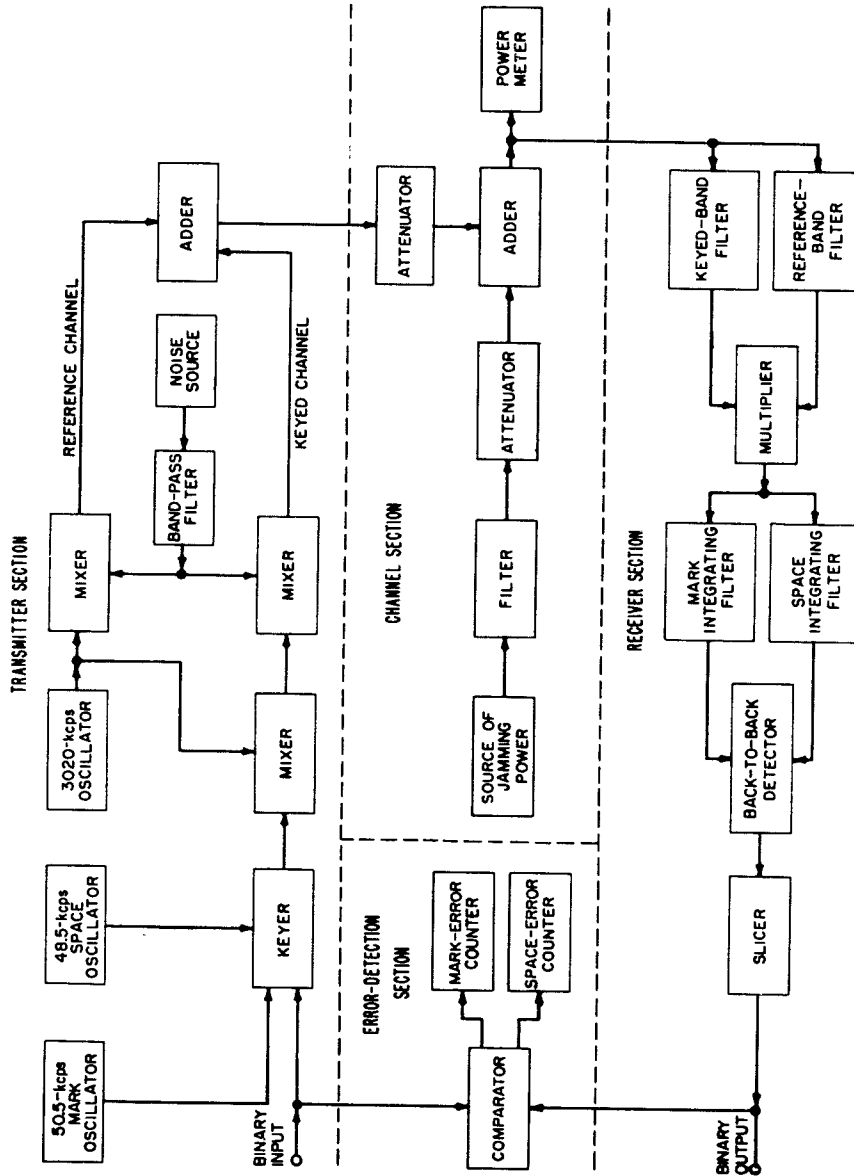 TRANSMITTER SECTION
50.5-kcps
MARK
OSCILLATOR
48.5-kcps
SPACE
OSCILLATOR
3020-kcps
OSCILLATOR
MIXER
REFERENCE CHANNEL
ADDER
BAND-PASS
FILTER
NOISE
SOURCE
BINARY
INPUT
KEYER
MIXER
MIXER
KEYED CHANNEL
ERROR-DETECTION
SECTION
COMPARATOR
MARK-ERROR
COUNTER
SPACE-ERROR
COUNTER
CHANNEL SECTION
SOURCE OF
JAMMING
POWER
FILTER
ATTENUATOR
ATTENUATOR
ADDER
POWER
METER
RECEIVER SECTION
BINARY
OUTPUT
SLICER
BACK-TO-BACK
DETECTOR
MARK
INTEGRATING
FILTER
SPACE
INTEGRATING
FILTER
MULTIPLIER
KEYED-BAND
FILTER
REFERENCE-
BAND
FILTER